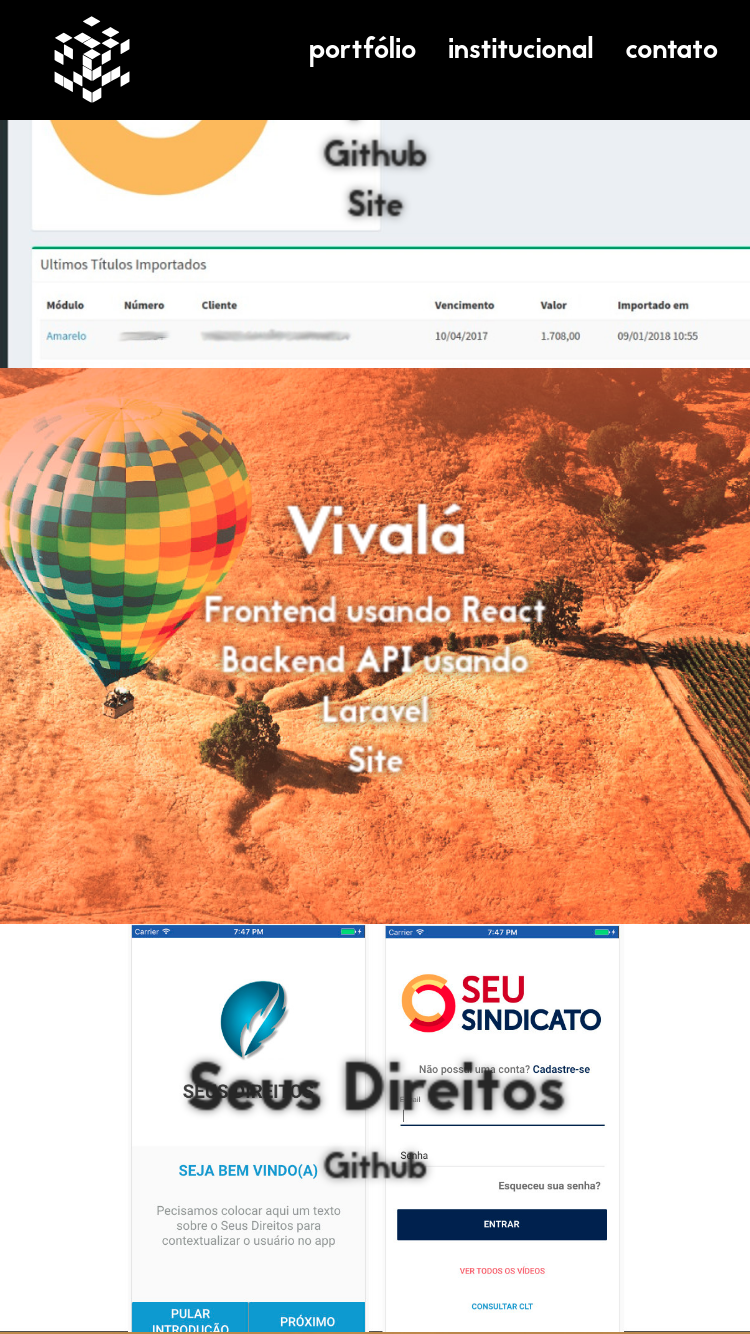 portfólio institucional contato
Github
Site
Ultimos Títulos Importados
Módulo Número Cliente Vencimento Valor Importado em
Amarelo 10/04/2017 1.708,00 09/01/2018 10:55
Vivalá
Frontend usando React
Backend API usando
Laravel
Site
Carrier 7:47 PM
Carrier 7:47 PM
SEU
SINDICATO
Não possui uma conta? Cadastre-se
SEUS DIREITOS
Seus Direitos
Senha
Github
SEJA BEM VINDO(A)
Esqueceu sua senha?
Pecisamos colocar aqui um texto
sobre o Seus Direitos para
contextualizar o usuário no app
ENTRAR
VER TODOS OS VÍDEOS
CONSULTAR CLT
PULAR
INTRODUÇÃO
PRÓXIMO